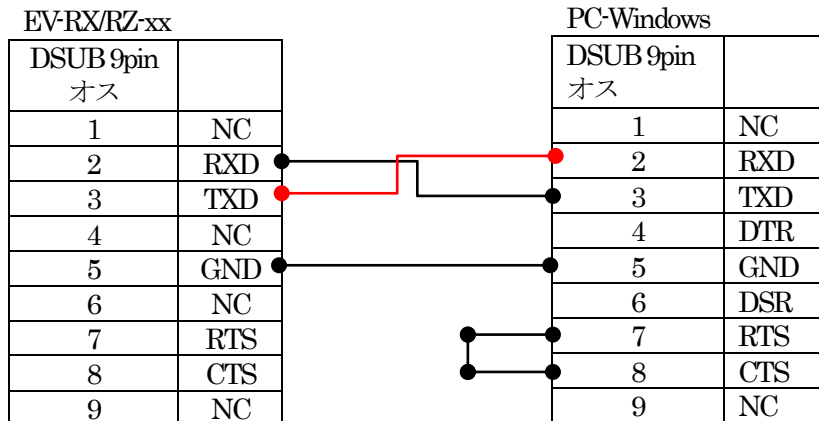 EV-RX/RZ-xx
DSUB 9pin
オス
1 NC
2 RXD
3 TXD
4 NC
5 GND
6 NC
7 RTS
8 CTS
9 NC
PC-Windows
DSUB 9pin
オス
1 NC
2 RXD
3 TXD
4 DTR
5 GND
6 DSR
7 RTS
8 CTS
9 NC